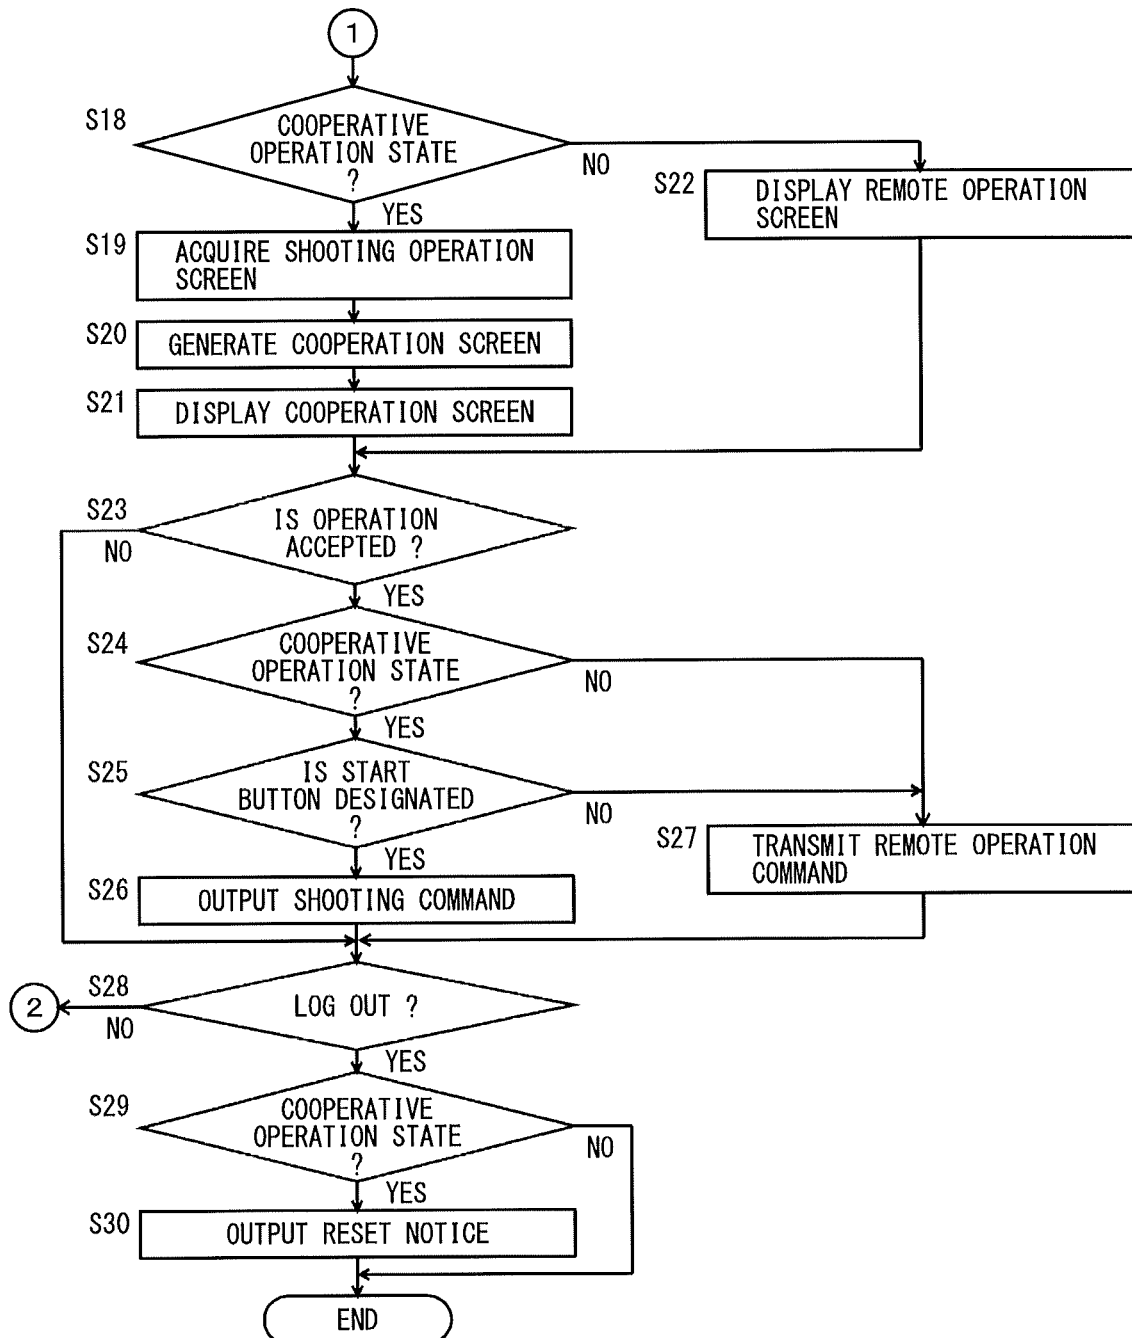 1
S18
COOPERATIVE
OPERATION STATE
?
NO
YES
S22
DISPLAY REMOTE OPERATION
SCREEN
S19
ACQUIRE SHOOTING OPERATION
SCREEN
S20
GENERATE COOPERATION SCREEN
S21
DISPLAY COOPERATION SCREEN
S23
IS OPERATION
ACCEPTED ?
NO
YES
S24
COOPERATIVE
OPERATION STATE
?
NO
YES
S25
IS START
BUTTON DESIGNATED
?
NO
YES
S27
TRANSMIT REMOTE OPERATION
COMMAND
S26
OUTPUT SHOOTING COMMAND
S28
LOG OUT ?
2
NO
YES
S29
COOPERATIVE
OPERATION STATE
?
NO
YES
S30
OUTPUT RESET NOTICE
END